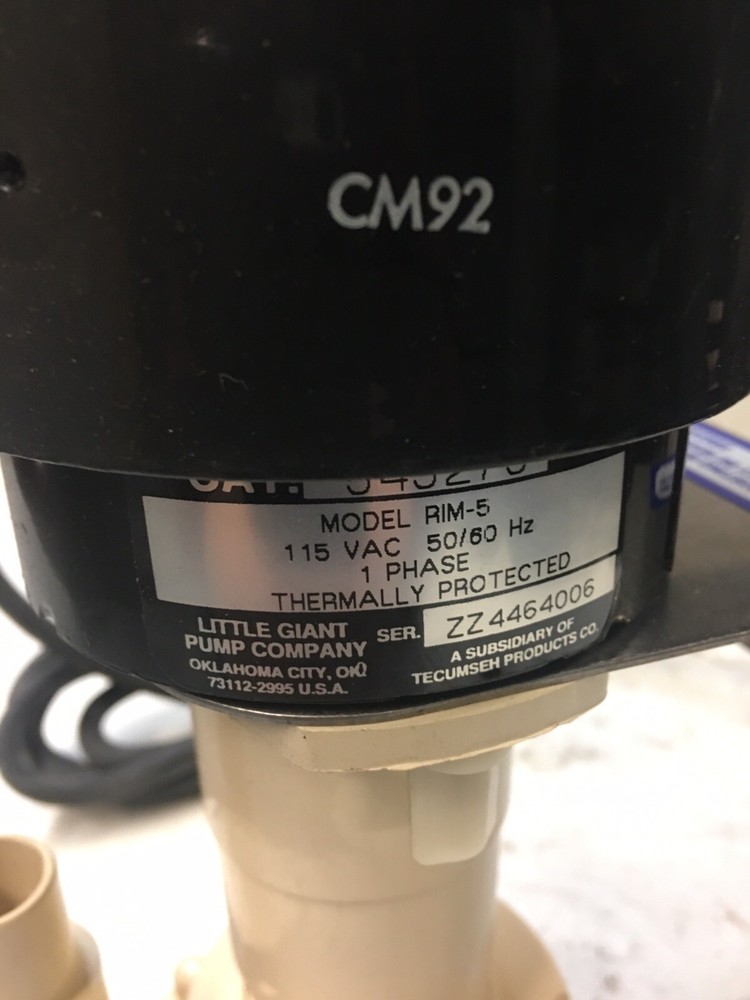 CM92
CAT.
MODEL RIM-5
115 VAC 50/60 Hz
1 PHASE
THERMALLY PROTECTED
LITTLE GIANT
PUMP COMPANY
OKLAHOMA CITY, OK
73112-2995 U.S.A.
SER. ZZ4464006
A SUBSIDIARY OF
TECUMSEH PRODUCTS CO.